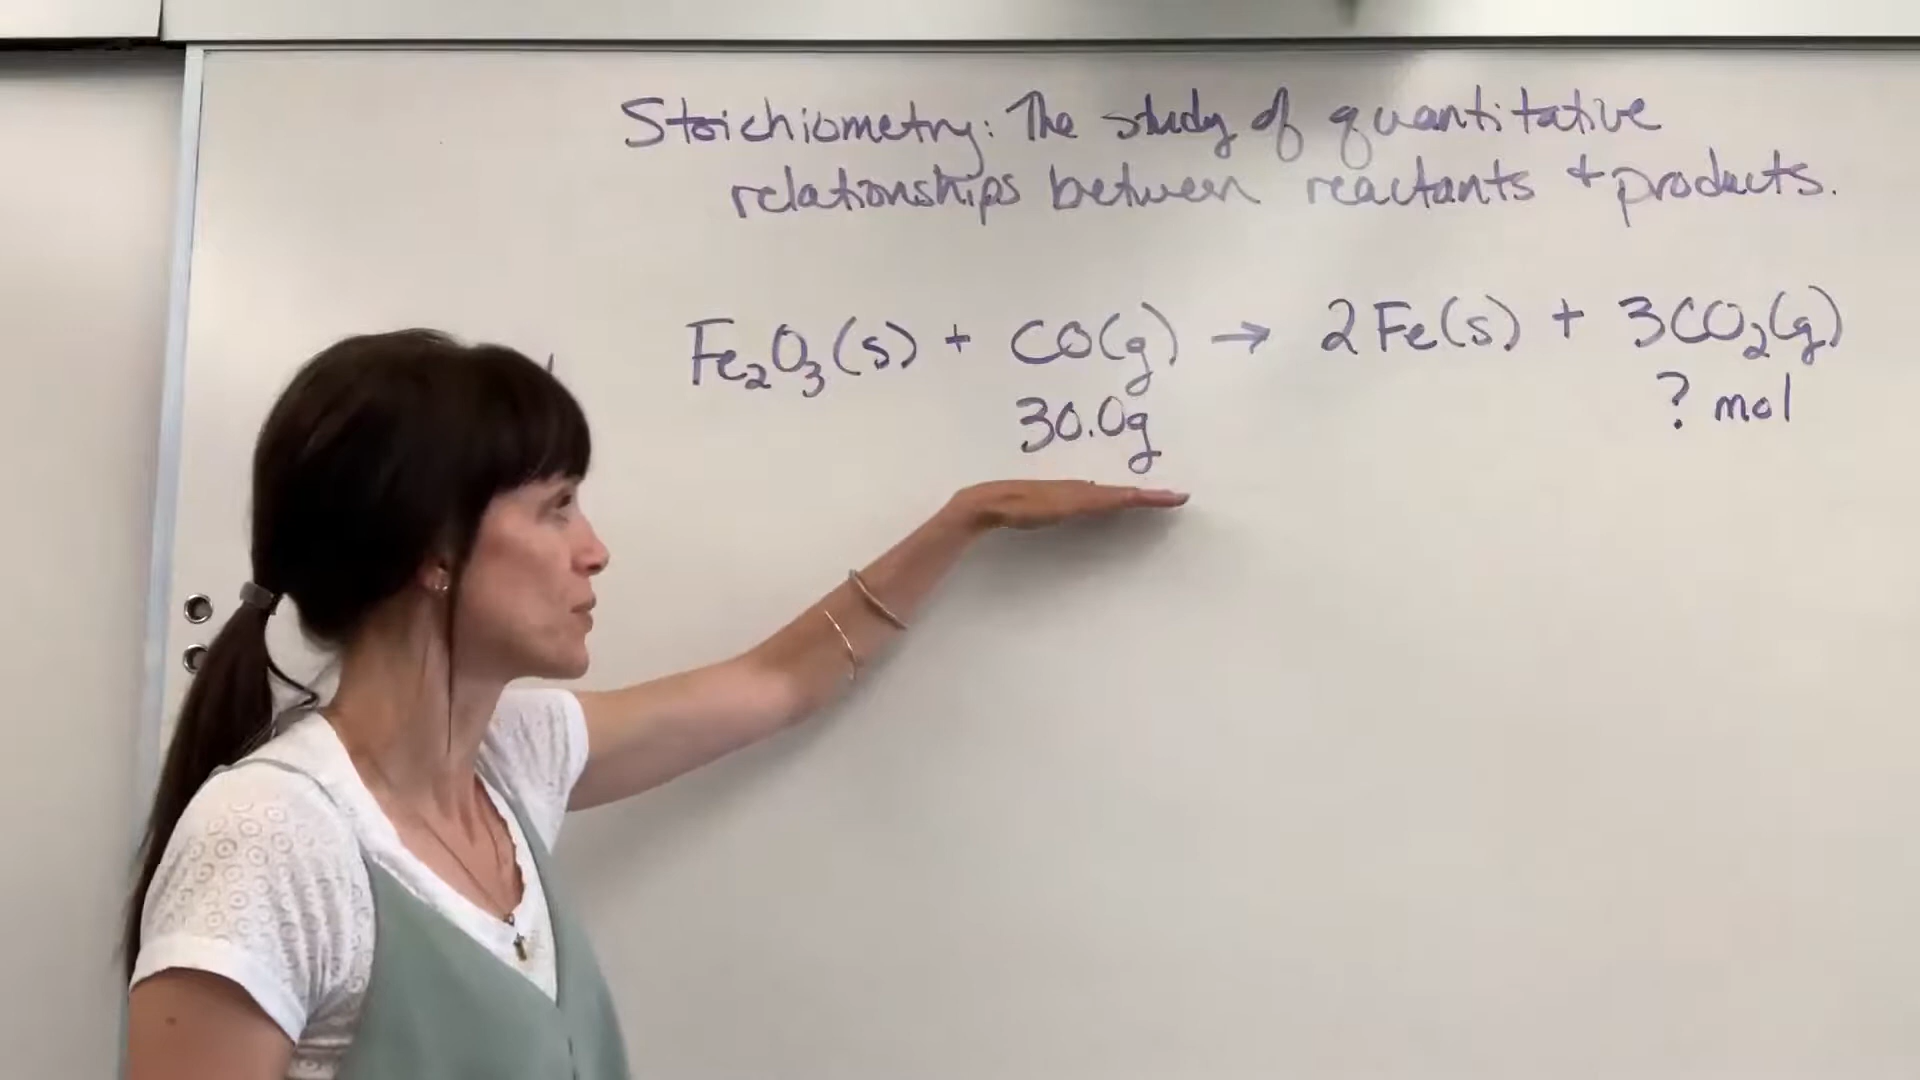 Stoichiometry: The study of quantitative
relationships between reactants + products.
Fe₂O₃(s) + CO(g) → 2Fe(s) + 3CO₂(g)
30.0g ? mol